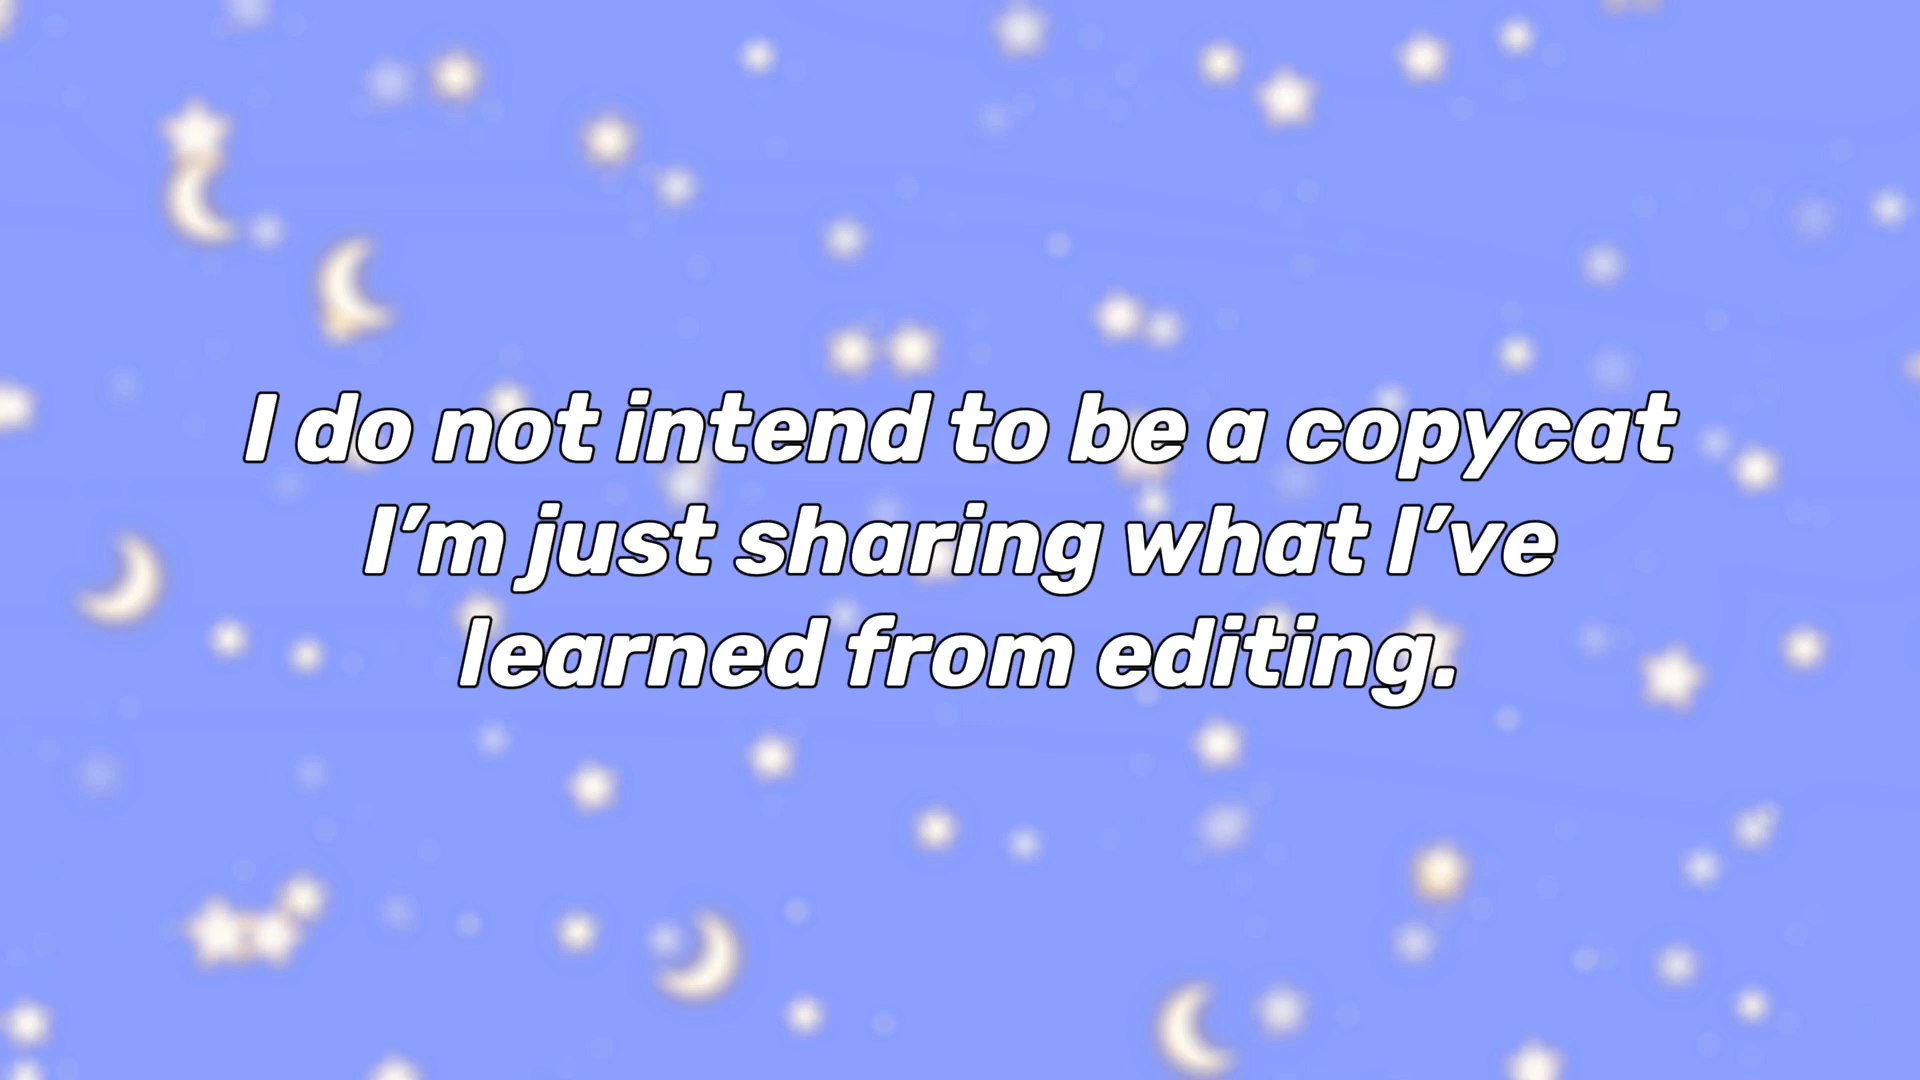 I do not intend to be a copycat
I’m just sharing what I’ve
learned from editing.